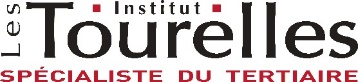 Les
Institut
Tourelles
SPÉCIALISTE DU TERTIAIRE